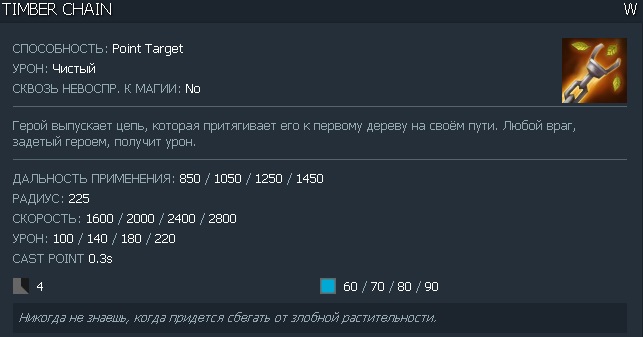 TIMBER CHAIN W
СПОСОБНОСТЬ: Point Target
УРОН: Чистый
СКВОЗЬ НЕВОСПР. К МАГИИ: No
Герой выпускает цепь, которая притягивает его к первому дереву на своём пути. Любой враг,
задетый героем, получит урон.
ДАЛЬНОСТЬ ПРИМЕНЕНИЯ: 850 / 1050 / 1250 / 1450
РАДИУС: 225
СКОРОСТЬ: 1600 / 2000 / 2400 / 2800
УРОН: 100 / 140 / 180 / 220
CAST POINT 0.3s
4 60 / 70 / 80 / 90
Никогда не знаешь, когда придется сбегать от злобной растительности.